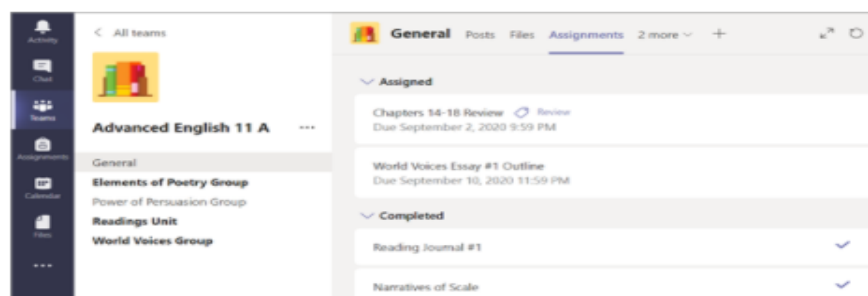 Activity
Chat
Teams
Assignments
Calendar
Files
All teams
Advanced English 11 A
General
Elements of Poetry Group
Power of Persuasion Group
Readings Unit
World Voices Group
General Posts Files Assignments 2 more
Assigned
Chapters 14-18 Review Review
Due September 2, 2020 9:59 PM
World Voices Essay #1 Outline
Due September 10, 2020 11:59 PM
Completed
Reading Journal #1
Narratives of Scale